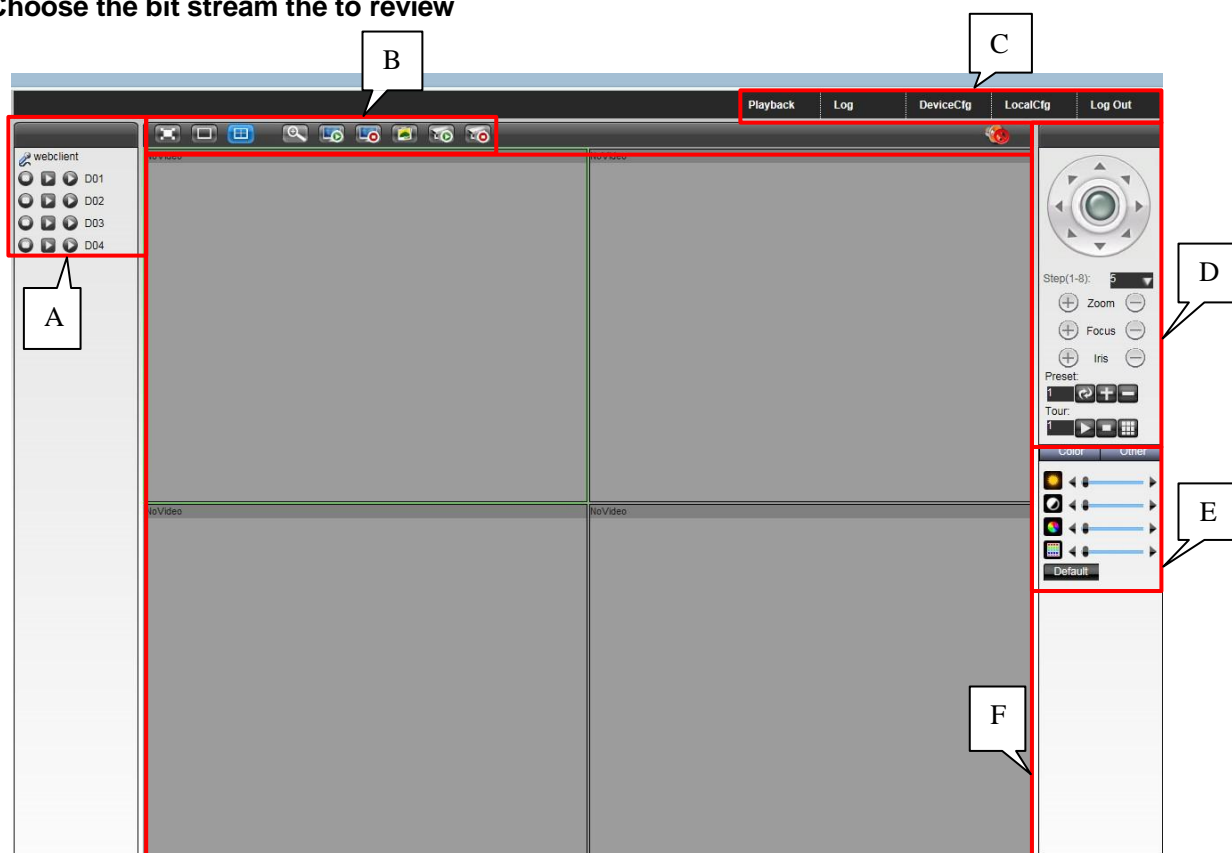 Choose the bit stream the to review
B
C
Playback Log DeviceCfg LocalCfg Log Out
webclient
D01
D02
D03
D04
A
NoVideo
NoVideo
Step(1-8): 5
Zoom
Focus
Iris
Preset:
1
Tour:
1
D
Color Other
Default
E
NoVideo
NoVideo
F